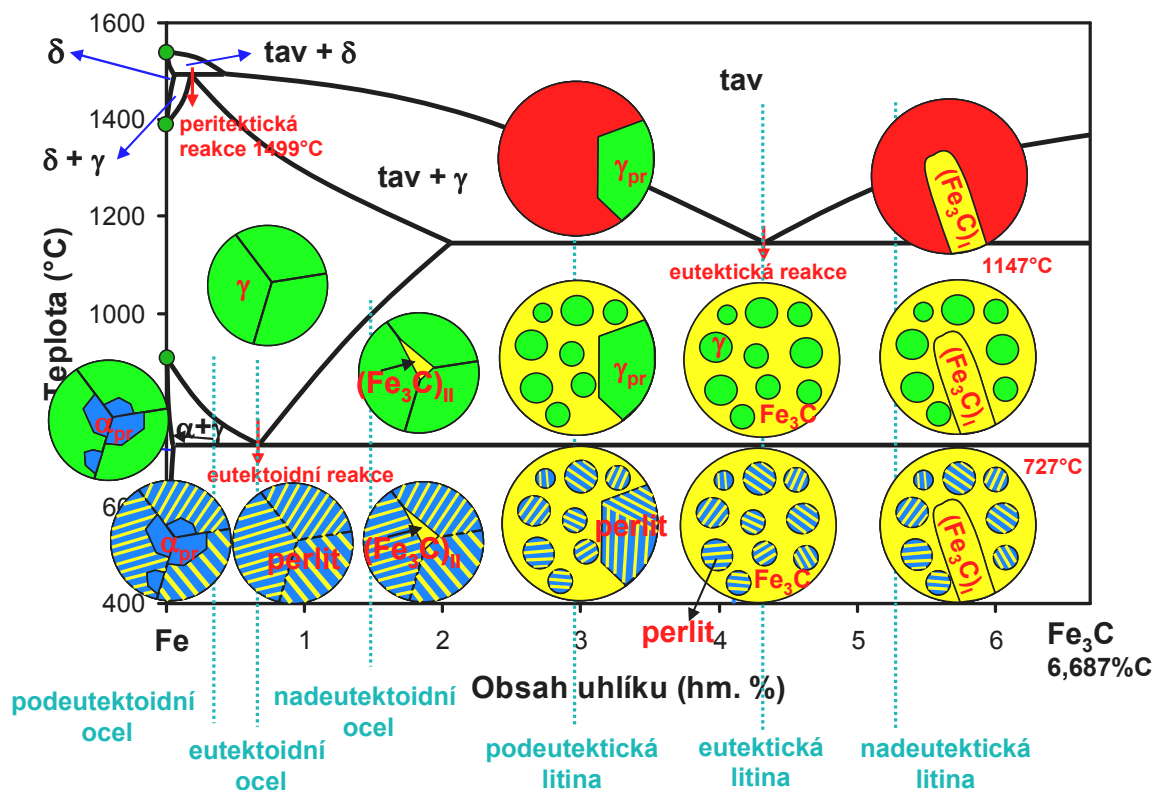 1600
δ
tav + δ
tav
1400
peritektická
reakce 1499°C
δ + γ
tav + γ
γpr
(Fe3C)I
1200
Teplota (°C)
γ
eutektická reakce
1147°C
1000
(Fe3C)II
γpr
γ
Fe3C
(Fe3C)I
αpr
α+γ
eutektoidní reakce
727°C
60
αpr
perlit
(Fe3C)II
perlit
Fe3C
(Fe3C)I
400
perlit
Fe
1
2
3
4
5
6
Fe3C
6,687%C
Obsah uhlíku (hm. %)
podeutektoidní
ocel
eutektoidní
ocel
nadeutektoidní
ocel
podeutektická
litina
eutektická
litina
nadeutektická
litina